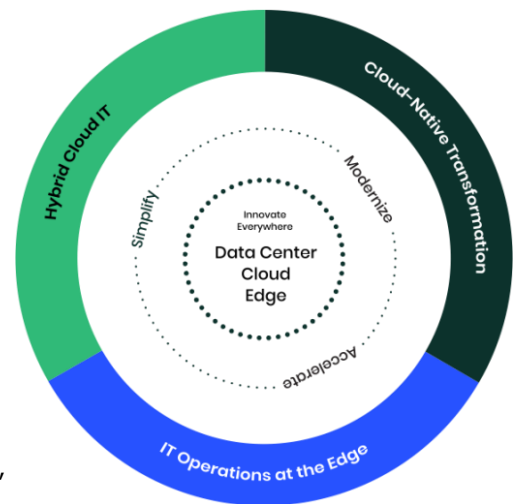 Hybrid Cloud IT
Cloud-Native Transformation
Simplify
Modernize
Innovate
Everywhere
Data Center
Cloud
Edge
Accelerate
IT Operations at the Edge
,